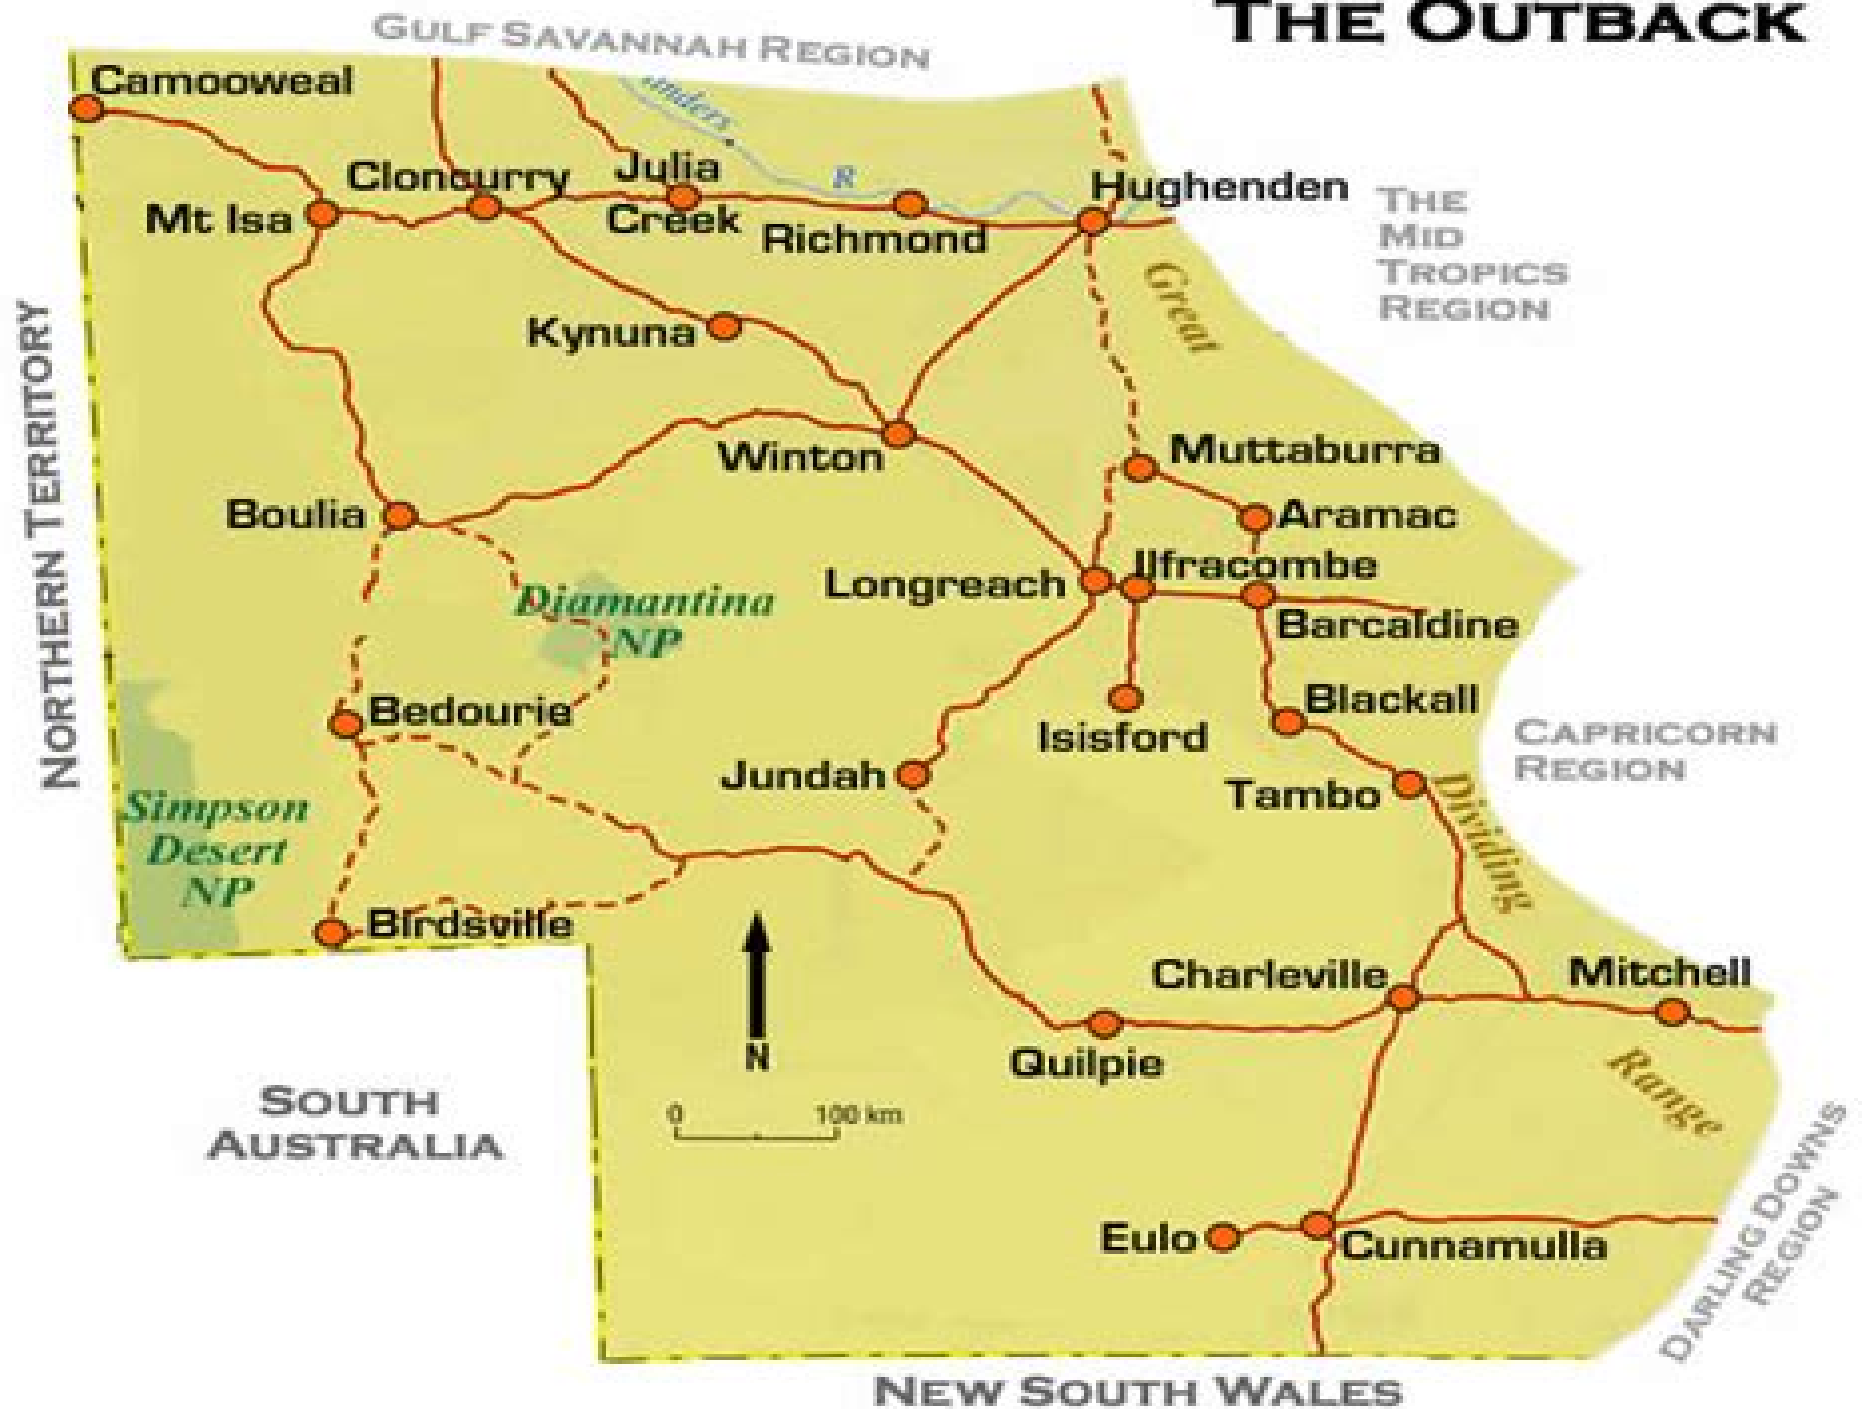 THE OUTBACK
GULF SAVANNAH REGION
Camooweal
nders
R
Julia
Creek
Cloncurry
Hughenden
Mt Isa
Richmond
THE
MID
TROPICS
REGION
Great
Kynuna
NORTHERN TERRITORY
Winton
Muttaburra
Boulia
Aramac
Ilfracombe
Longreach
Diamantina
NP
Barcaldine
Bedourie
Blackall
Isisford
CAPRICORN
REGION
Jundah
Tambo
Dividing
Simpson
Desert
NP
Birdsville
Charleville
Mitchell
N
Quilpie
Range
0 100 km
SOUTH
AUSTRALIA
DARLING DOWNS
REGION
Eulo
Cunnamulla
NEW SOUTH WALES